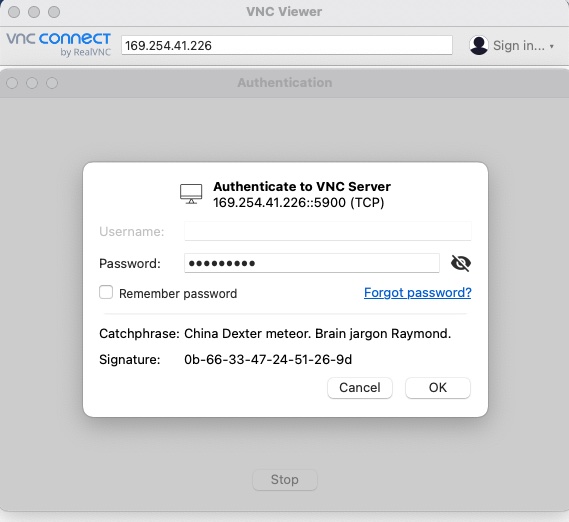 VNC Viewer
vnc connect
by RealVNC
169.254.41.226
Sign in...
Authentication
Authenticate to VNC Server
169.254.41.226::5900 (TCP)
Username:
Password: •••••••••
Remember password
Forgot password?
Catchphrase: China Dexter meteor. Brain jargon Raymond.
Signature: 0b-66-33-47-24-51-26-9d
Cancel
OK
Stop